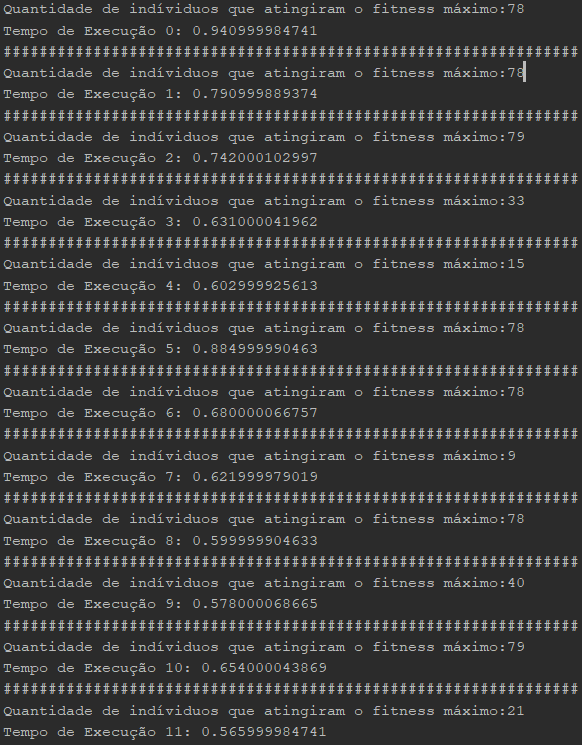 Quantidade de indíviduos que atingiram o fitness máximo:78
Tempo de Execução 0: 0.940999984741
################################################################
Quantidade de indíviduos que atingiram o fitness máximo:78
Tempo de Execução 1: 0.790999889374
################################################################
Quantidade de indíviduos que atingiram o fitness máximo:79
Tempo de Execução 2: 0.742000102997
################################################################
Quantidade de indíviduos que atingiram o fitness máximo:33
Tempo de Execução 3: 0.631000041962
################################################################
Quantidade de indíviduos que atingiram o fitness máximo:15
Tempo de Execução 4: 0.602999925613
################################################################
Quantidade de indíviduos que atingiram o fitness máximo:78
Tempo de Execução 5: 0.884999990463
################################################################
Quantidade de indíviduos que atingiram o fitness máximo:78
Tempo de Execução 6: 0.680000066757
################################################################
Quantidade de indíviduos que atingiram o fitness máximo:9
Tempo de Execução 7: 0.621999979019
################################################################
Quantidade de indíviduos que atingiram o fitness máximo:78
Tempo de Execução 8: 0.599999904633
################################################################
Quantidade de indíviduos que atingiram o fitness máximo:40
Tempo de Execução 9: 0.578000068665
################################################################
Quantidade de indíviduos que atingiram o fitness máximo:79
Tempo de Execução 10: 0.654000043869
################################################################
Quantidade de indíviduos que atingiram o fitness máximo:21
Tempo de Execução 11: 0.565999984741